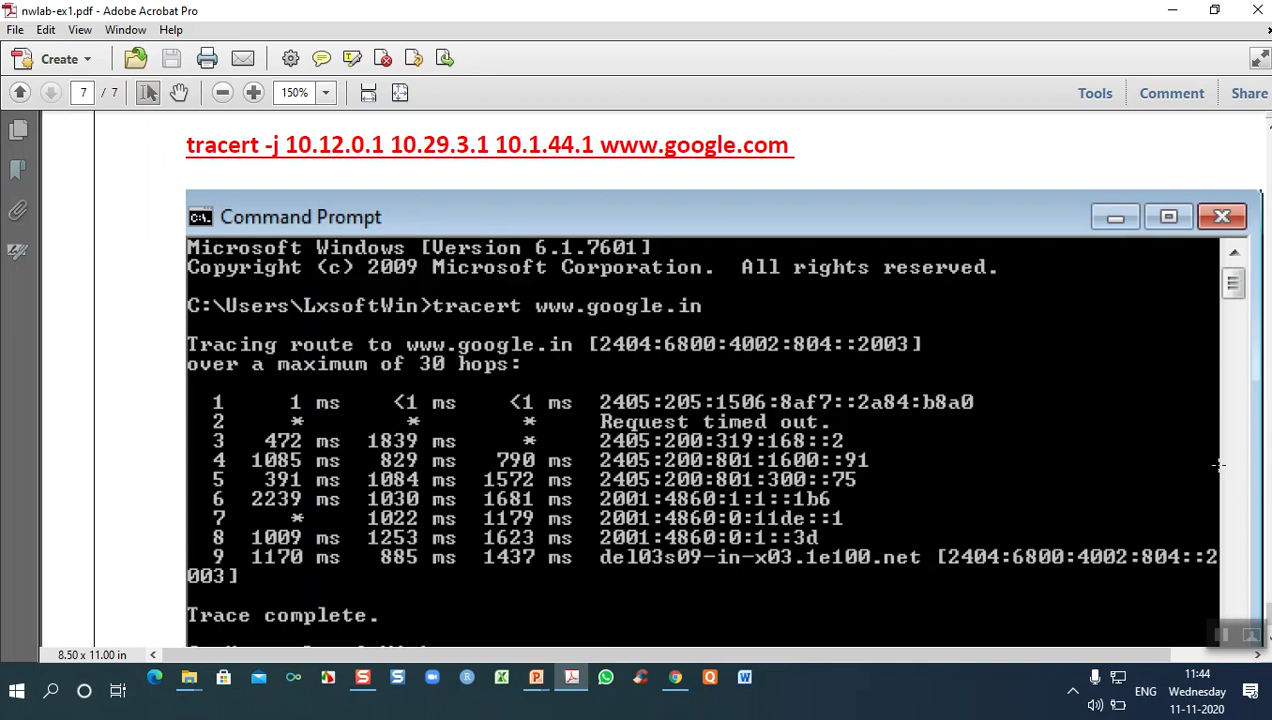 nwlab-ex1.pdf - Adobe Acrobat Pro
File Edit View Window Help
Create
7 / 7 150% Tools Comment Share
tracert -j 10.12.0.1 10.29.3.1 10.1.44.1 www.google.com
C:\. Command Prompt
Microsoft Windows [Version 6.1.7601]
Copyright (c) 2009 Microsoft Corporation. All rights reserved.
C:\Users\LxsoftWin>tracert www.google.in
Tracing route to www.google.in [2404:6800:4002:804::2003]
over a maximum of 30 hops:
1 1 ms <1 ms <1 ms 2405:205:1506:8af7::2a84:b8a0
2 * * * Request timed out.
3 472 ms 1839 ms * 2405:200:319:168::2
4 1085 ms 829 ms 790 ms 2405:200:801:1600::91
5 391 ms 1084 ms 1572 ms 2405:200:801:300::75
6 2239 ms 1030 ms 1681 ms 2001:4860:1:1::1b6
7 * 1022 ms 1179 ms 2001:4860:0:11de::1
8 1009 ms 1253 ms 1623 ms 2001:4860:0:1::3d
9 1170 ms 885 ms 1437 ms del03s09-in-x03.1e100.net [2404:6800:4002:804::2
003]
Trace complete.
8.50 x 11.00 in
11:44
ENG Wednesday
11-11-2020